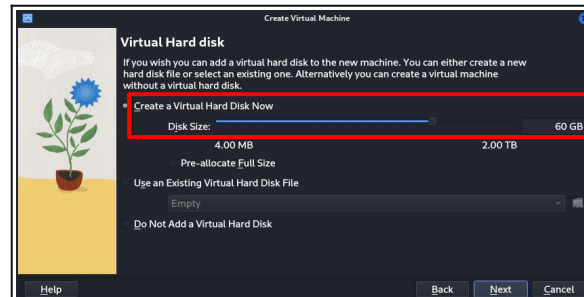 Create Virtual Machine
Virtual Hard disk
If you wish you can add a virtual hard disk to the new machine. You can either create a new
hard disk file or select an existing one. Alternatively you can create a virtual machine
without a virtual hard disk.
Create a Virtual Hard Disk Now
Disk Size: 60 GB
4.00 MB 2.00 TB
Pre-allocate Full Size
Use an Existing Virtual Hard Disk File
Empty
Do Not Add a Virtual Hard Disk
Help Back Next Cancel